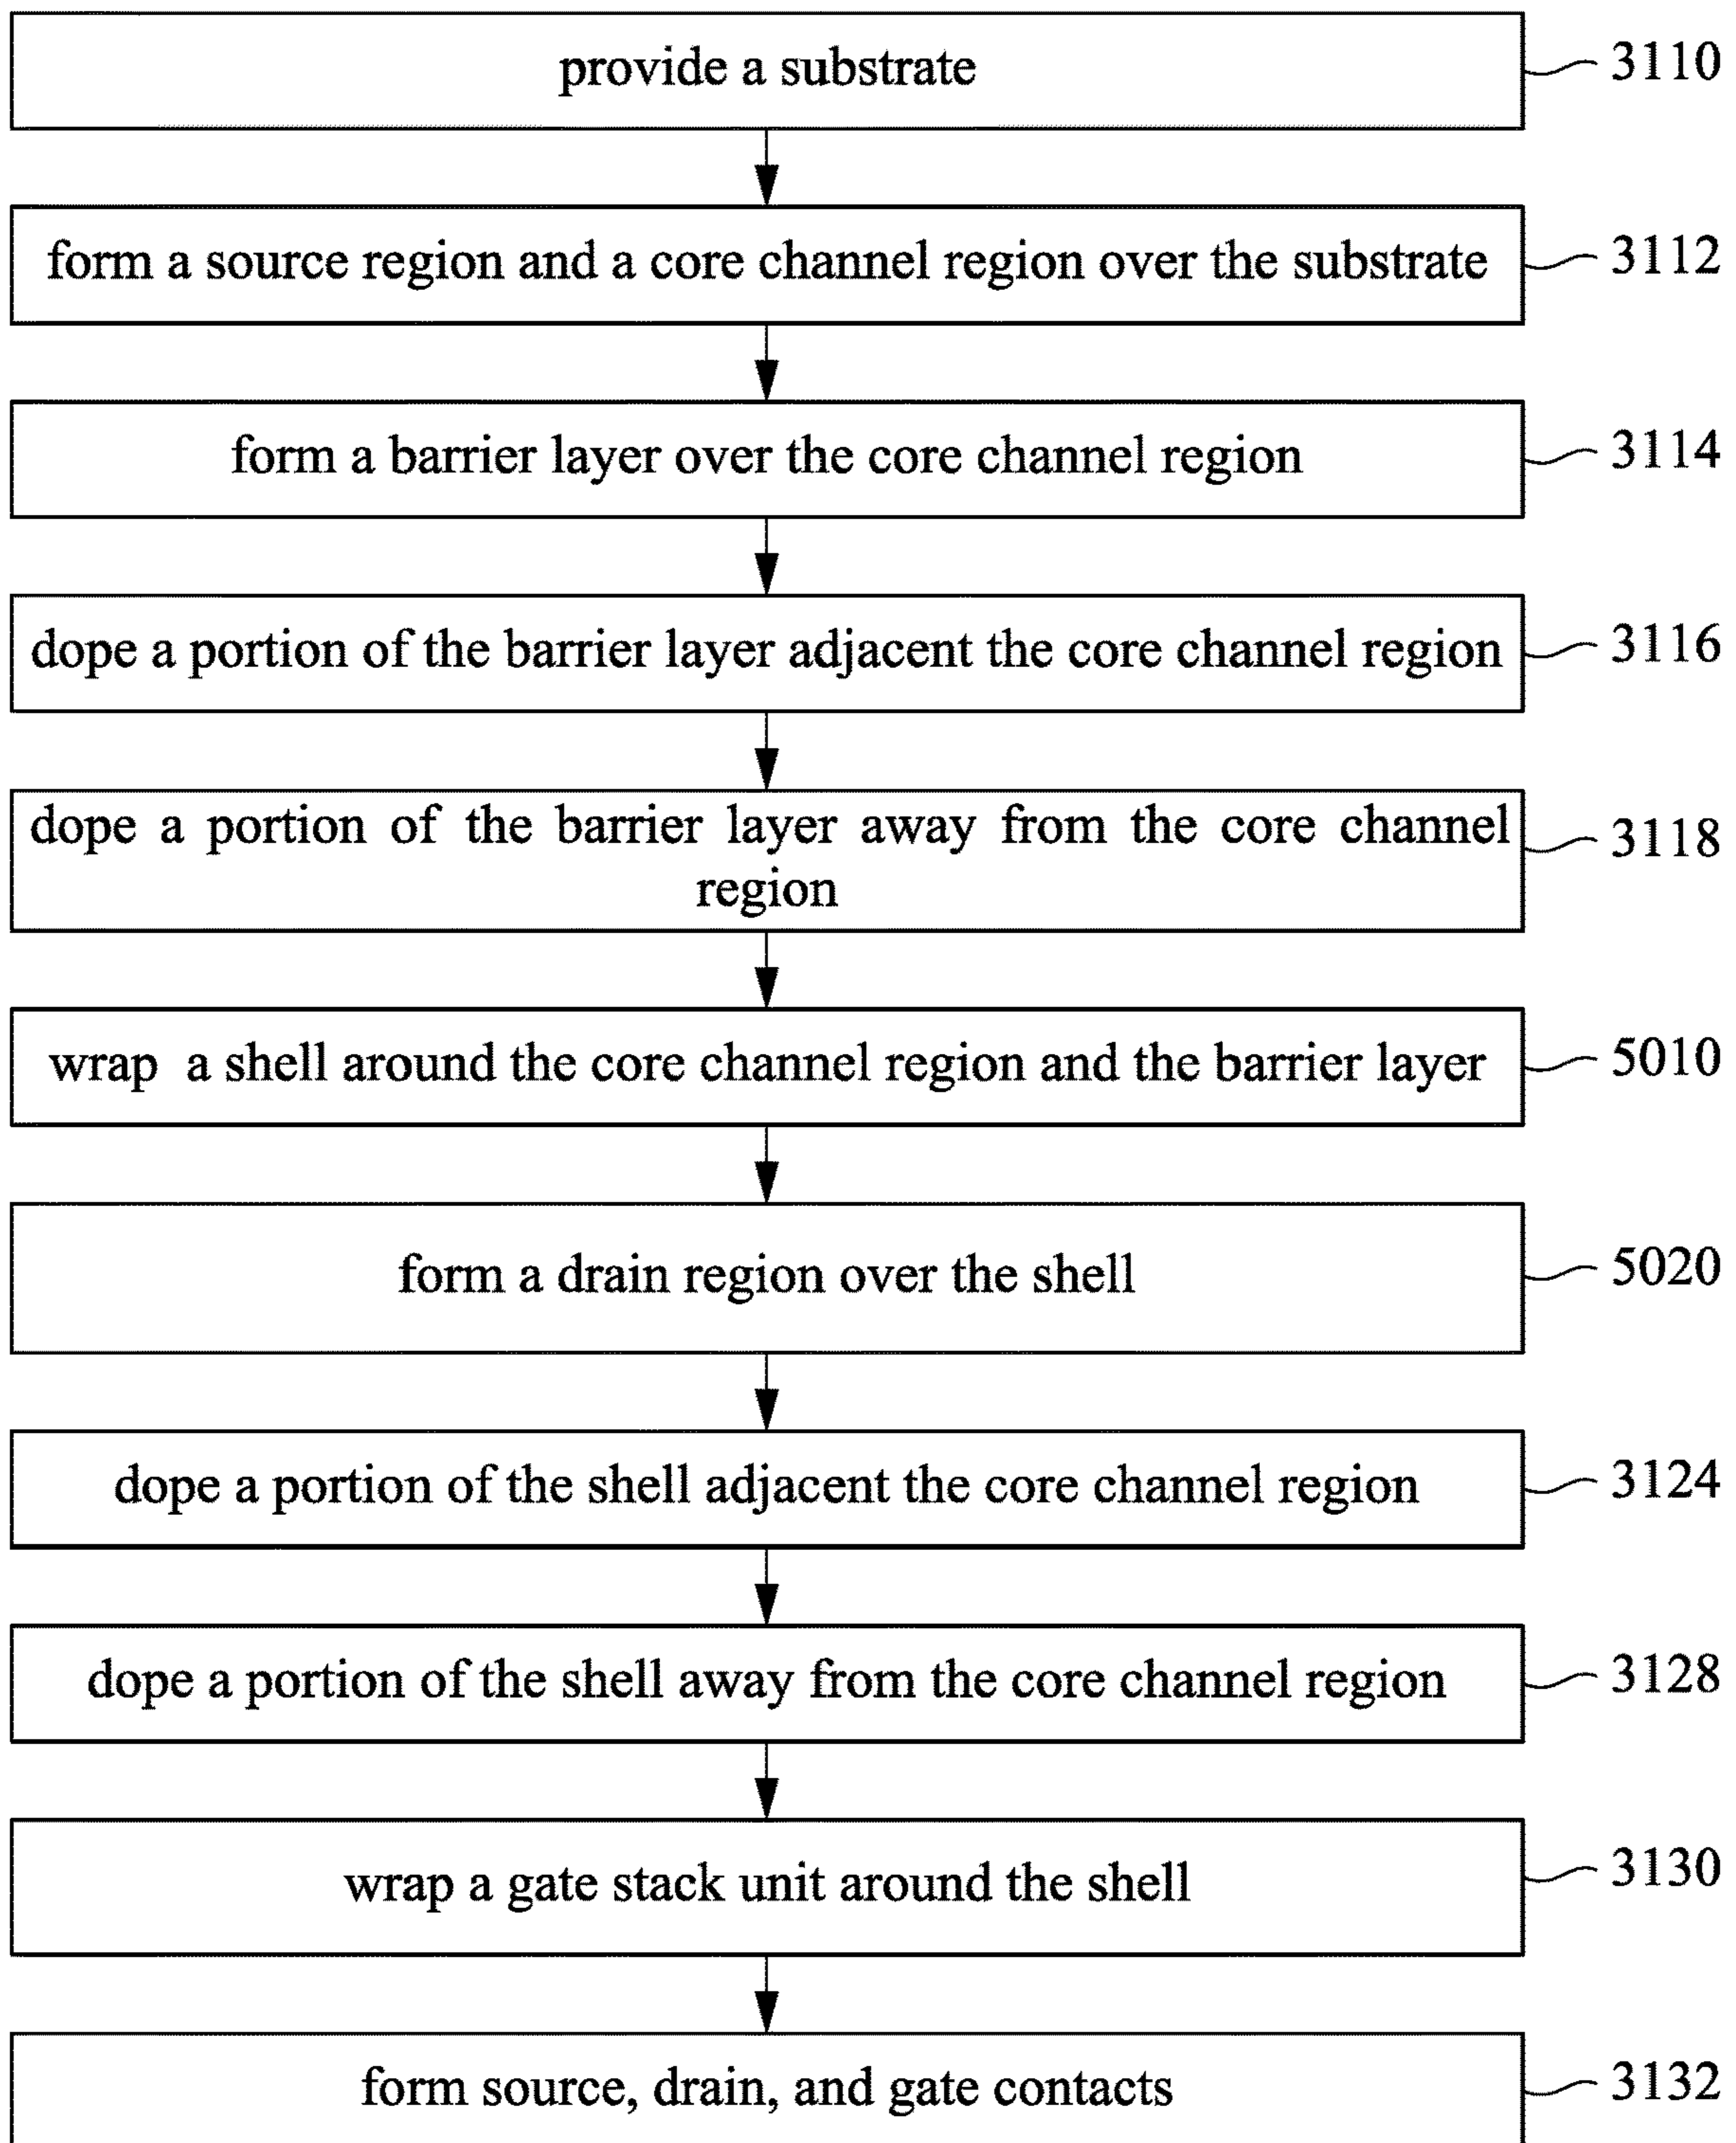 provide a substrate
3110
form a source region and a core channel region over the substrate
3112
form a barrier layer over the core channel region
3114
dope a portion of the barrier layer adjacent the core channel region
3116
dope a portion of the barrier layer away from the core channel
region
3118
wrap a shell around the core channel region and the barrier layer
5010
form a drain region over the shell
5020
dope a portion of the shell adjacent the core channel region
3124
dope a portion of the shell away from the core channel region
3128
wrap a gate stack unit around the shell
3130
form source, drain, and gate contacts
3132